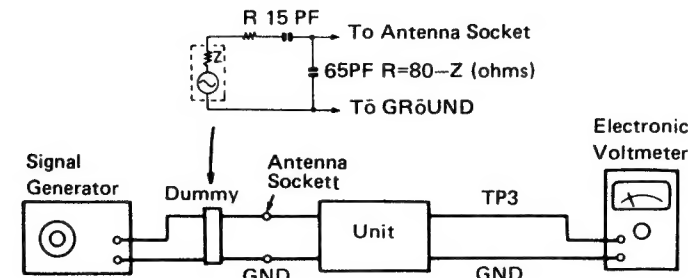 R 15 PF
To Antenna Socket
Z
65PF R=80–Z (ohms)
Tō GRōUND
Electronic
Voltmeter
Signal
Generator
Dummy
Antenna
Sockett
TP3
Unit
GND
GND